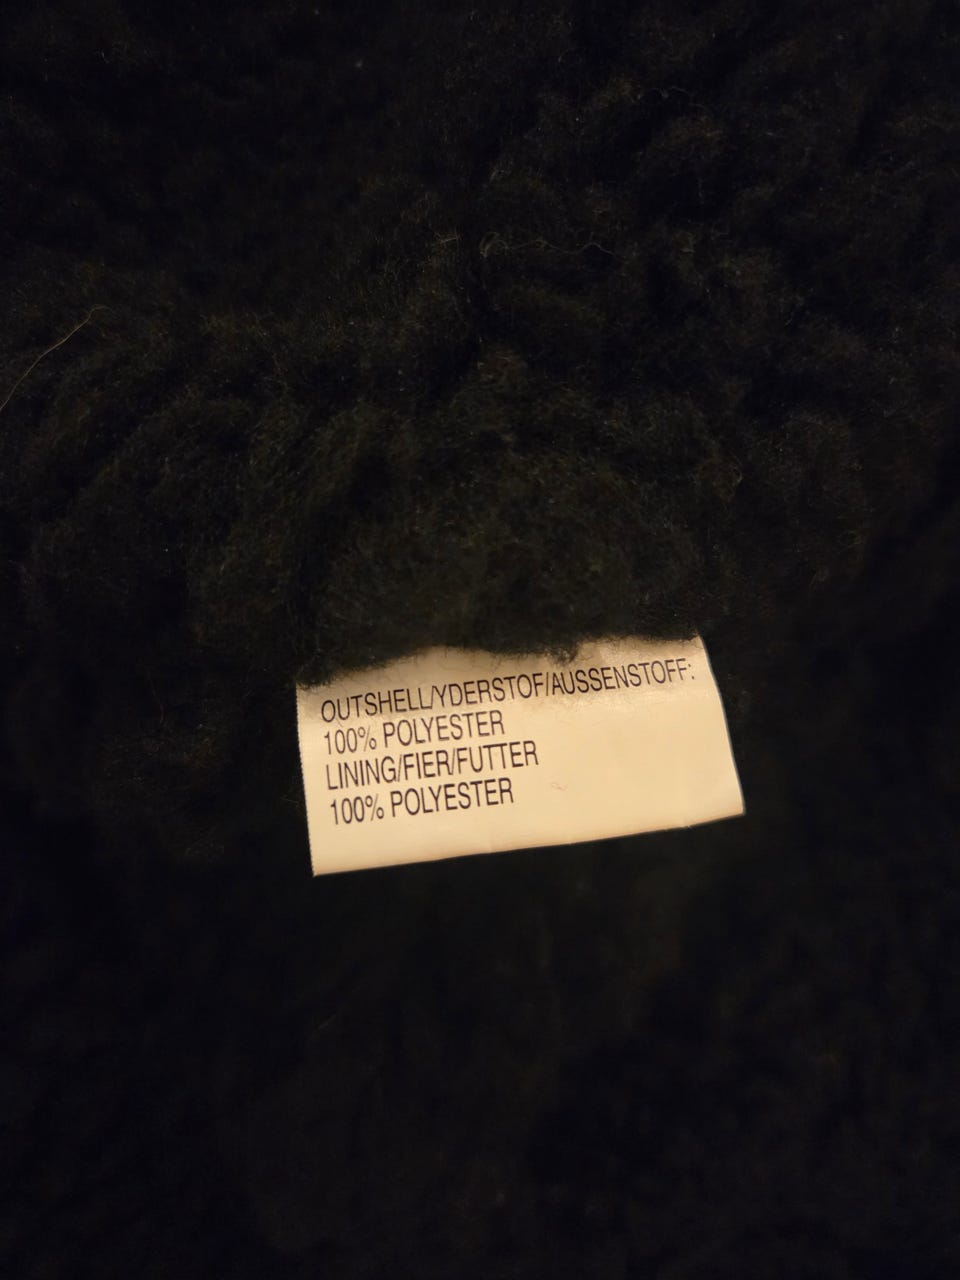 OUTSHELL/YDERSTOF/AUSSENSTOFF:
100% POLYESTER
LINING/FIER/FUTTER
100% POLYESTER